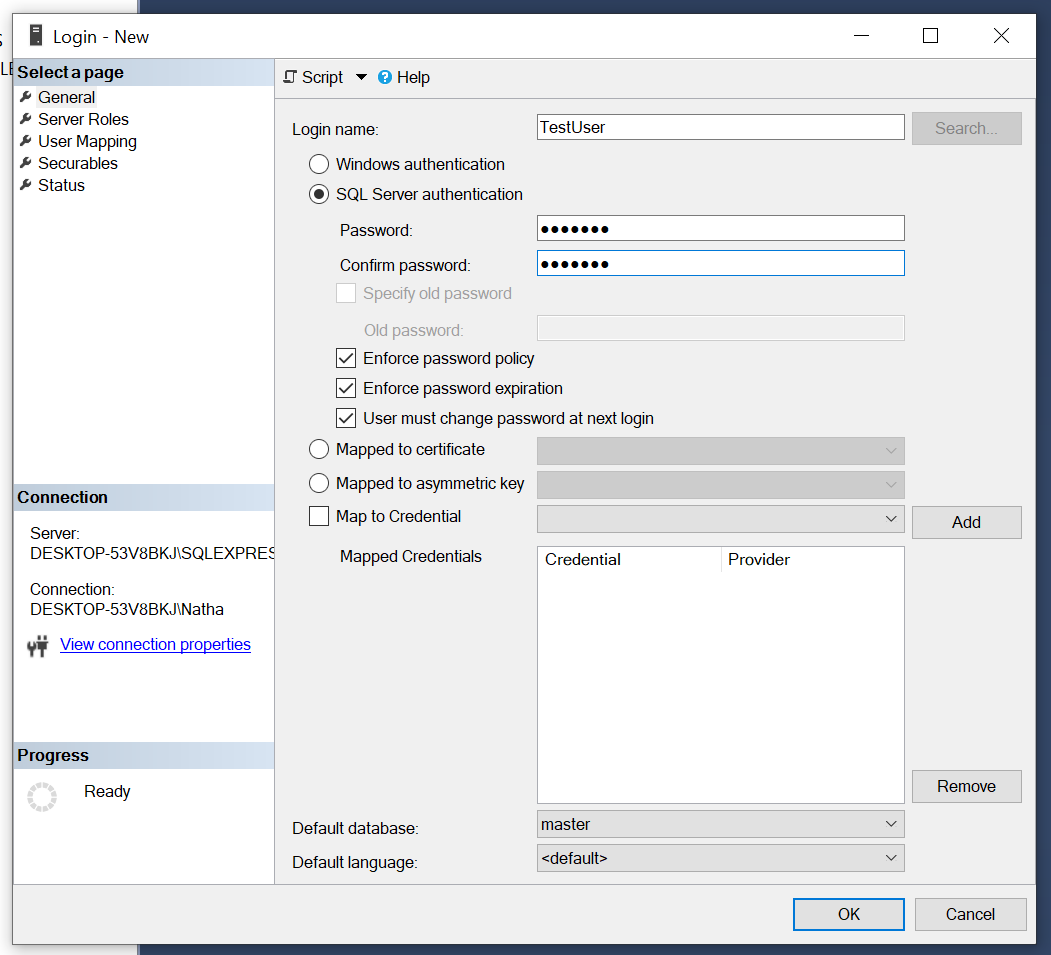 Login - New
Select a page
General
Server Roles
User Mapping
Securables
Status
Script
Help
Login name:
TestUser
Search...
Windows authentication
SQL Server authentication
Password:
●●●●●●●
Confirm password:
●●●●●●●
Specify old password
Old password:
Enforce password policy
Enforce password expiration
User must change password at next login
Mapped to certificate
Mapped to asymmetric key
Map to Credential
Add
Mapped Credentials
Credential
Provider
Remove
Default database:
master
Default language:
<default>
Connection
Server:
DESKTOP-53V8BKJ\SQLEXPRES
Connection:
DESKTOP-53V8BKJ\Natha
View connection properties
Progress
Ready
OK
Cancel